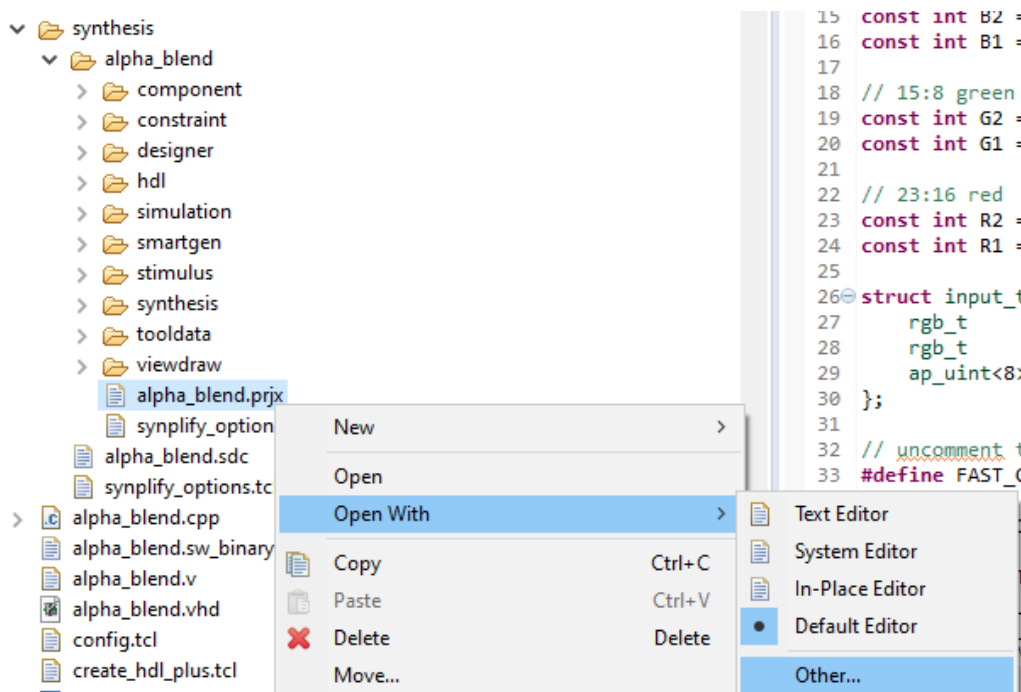 synthesis
alpha_blend
component
constraint
designer
hdl
simulation
smartgen
stimulus
synthesis
tooldata
viewdraw
alpha_blend.prjx
synplify_option
alpha_blend.sdc
synplify_options.tc
alpha_blend.cpp
alpha_blend.sw_binary
alpha_blend.v
alpha_blend.vhd
config.tcl
create_hdl_plus.tcl
New
Open
Open With
Copy Ctrl+C
Paste Ctrl+V
Delete Delete
Move...
Text Editor
System Editor
In-Place Editor
Default Editor
Other...
15 const int B2 =
16 const int B1 =
17
18 // 15:8 green
19 const int G2 =
20 const int G1 =
21
22 // 23:16 red
23 const int R2 =
24 const int R1 =
25
26 struct input_t
27 rgb_t
28 rgb_t
29 ap_uint<8>
30 };
31
32 // uncomment t
33 #define FAST_C